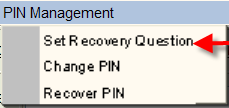 PIN Management
Set Recovery Question
Change PIN
Recover PIN